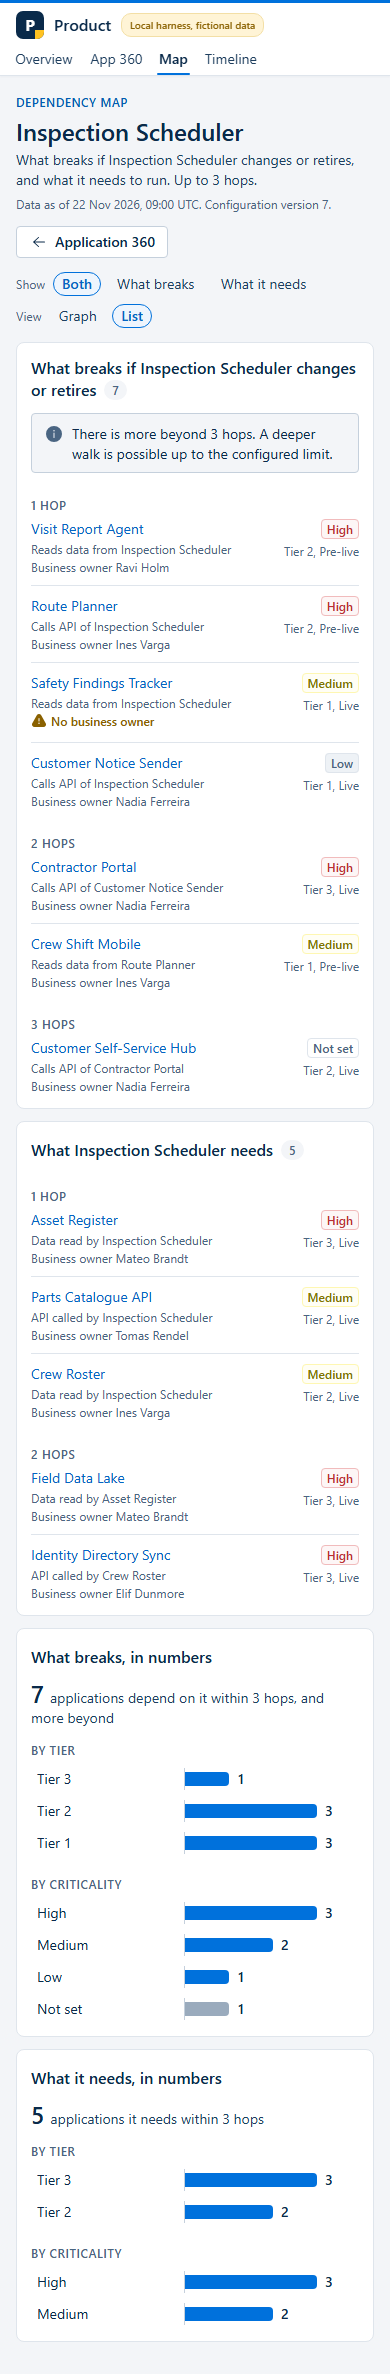 P Product Local harness, fictional data
Overview App 360 Map Timeline
DEPENDENCY MAP
Inspection Scheduler
What breaks if Inspection Scheduler changes or retires,
and what it needs to run. Up to 3 hops.
Data as of 22 Nov 2026, 09:00 UTC. Configuration version 7.
← Application 360
Show Both What breaks What it needs
View Graph List
What breaks if Inspection Scheduler changes
or retires 7
There is more beyond 3 hops. A deeper
walk is possible up to the configured limit.
1 HOP
Visit Report Agent High
Reads data from Inspection Scheduler Tier 2, Pre-live
Business owner Ravi Holm
Route Planner High
Calls API of Inspection Scheduler Tier 2, Pre-live
Business owner Ines Varga
Safety Findings Tracker Medium
Reads data from Inspection Scheduler Tier 1, Live
No business owner
Customer Notice Sender Low
Calls API of Inspection Scheduler Tier 1, Live
Business owner Nadia Ferreira
2 HOPS
Contractor Portal High
Calls API of Customer Notice Sender Tier 3, Live
Business owner Nadia Ferreira
Crew Shift Mobile Medium
Reads data from Route Planner Tier 1, Pre-live
Business owner Ines Varga
3 HOPS
Customer Self-Service Hub Not set
Calls API of Contractor Portal Tier 2, Live
Business owner Nadia Ferreira
What Inspection Scheduler needs 5
1 HOP
Asset Register High
Data read by Inspection Scheduler Tier 3, Live
Business owner Mateo Brandt
Parts Catalogue API Medium
API called by Inspection Scheduler Tier 2, Live
Business owner Tomas Rendel
Crew Roster Medium
Data read by Inspection Scheduler Tier 2, Live
Business owner Ines Varga
2 HOPS
Field Data Lake High
Data read by Asset Register Tier 3, Live
Business owner Mateo Brandt
Identity Directory Sync High
API called by Crew Roster Tier 3, Live
Business owner Elif Dunmore
What breaks, in numbers
7 applications depend on it within 3 hops, and
more beyond
BY TIER
Tier 3 1
Tier 2 3
Tier 1 3
BY CRITICALITY
High 3
Medium 2
Low 1
Not set 1
What it needs, in numbers
5 applications it needs within 3 hops
BY TIER
Tier 3 3
Tier 2 2
BY CRITICALITY
High 3
Medium 2